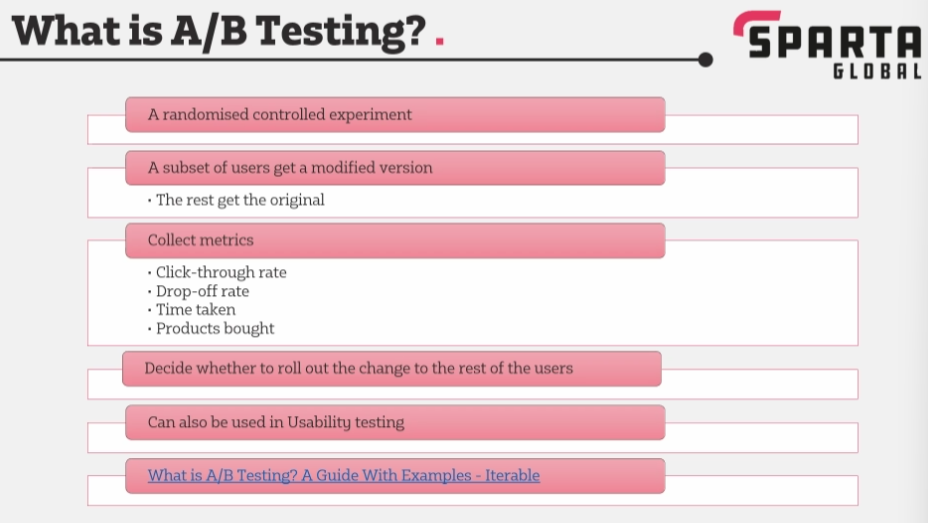 What is A/B Testing? .
SPARTA
GLOBAL
A randomised controlled experiment
A subset of users get a modified version
• The rest get the original
Collect metrics
• Click-through rate
• Drop-off rate
• Time taken
• Products bought
Decide whether to roll out the change to the rest of the users
Can also be used in Usability testing
What is A/B Testing? A Guide With Examples - Iterable